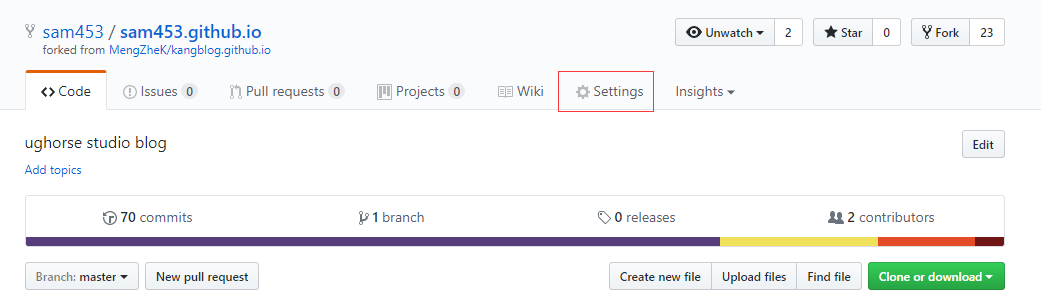 sam453 / sam453.github.io
forked from MengZheK/kangblog.github.io
Unwatch 2 Star 0 Fork 23
Code Issues 0 Pull requests 0 Projects 0 Wiki Settings Insights
ughorse studio blog
Edit
Add topics
70 commits 1 branch 0 releases 2 contributors
Branch: master New pull request Create new file Upload files Find file Clone or download